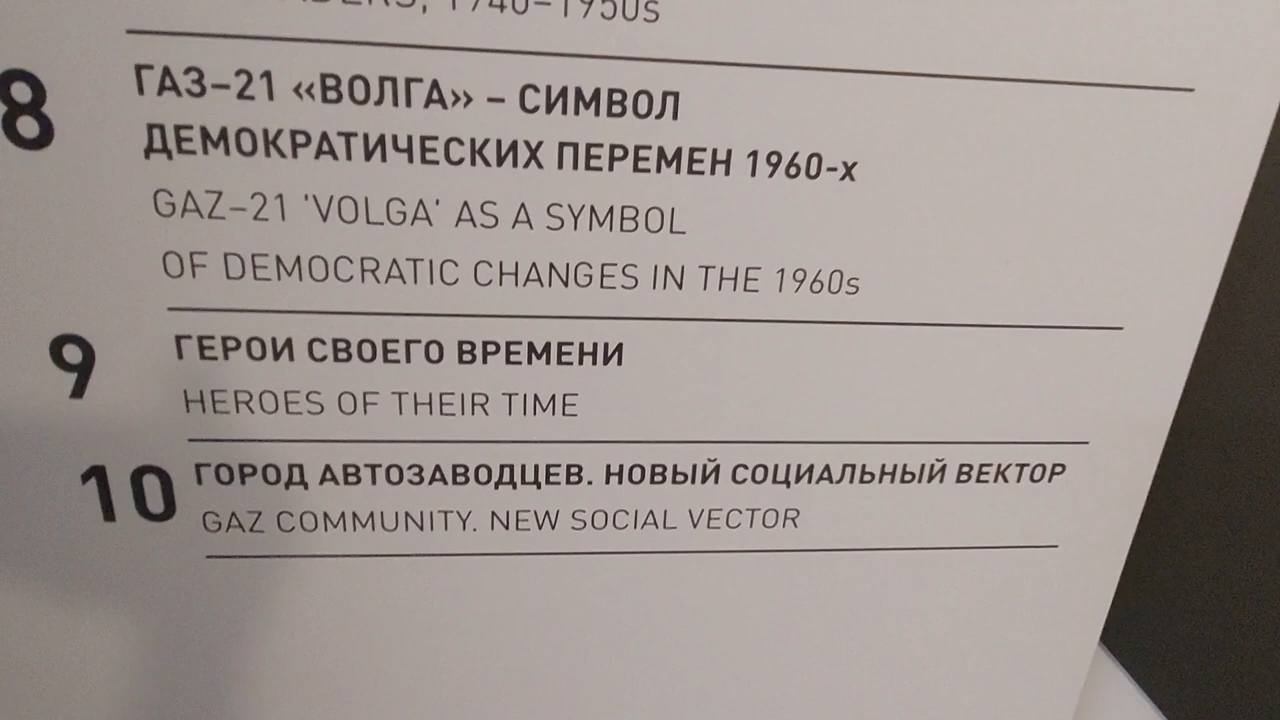 1940–1950s
8
ГАЗ–21 «ВОЛГА» – СИМВОЛ
ДЕМОКРАТИЧЕСКИХ ПЕРЕМЕН 1960-х
GAZ–21 'VOLGA' AS A SYMBOL
OF DEMOCRATIC CHANGES IN THE 1960s
9
ГЕРОИ СВОЕГО ВРЕМЕНИ
HEROES OF THEIR TIME
10
ГОРОД АВТОЗАВОДЦЕВ. НОВЫЙ СОЦИАЛЬНЫЙ ВЕКТОР
GAZ COMMUNITY. NEW SOCIAL VECTOR